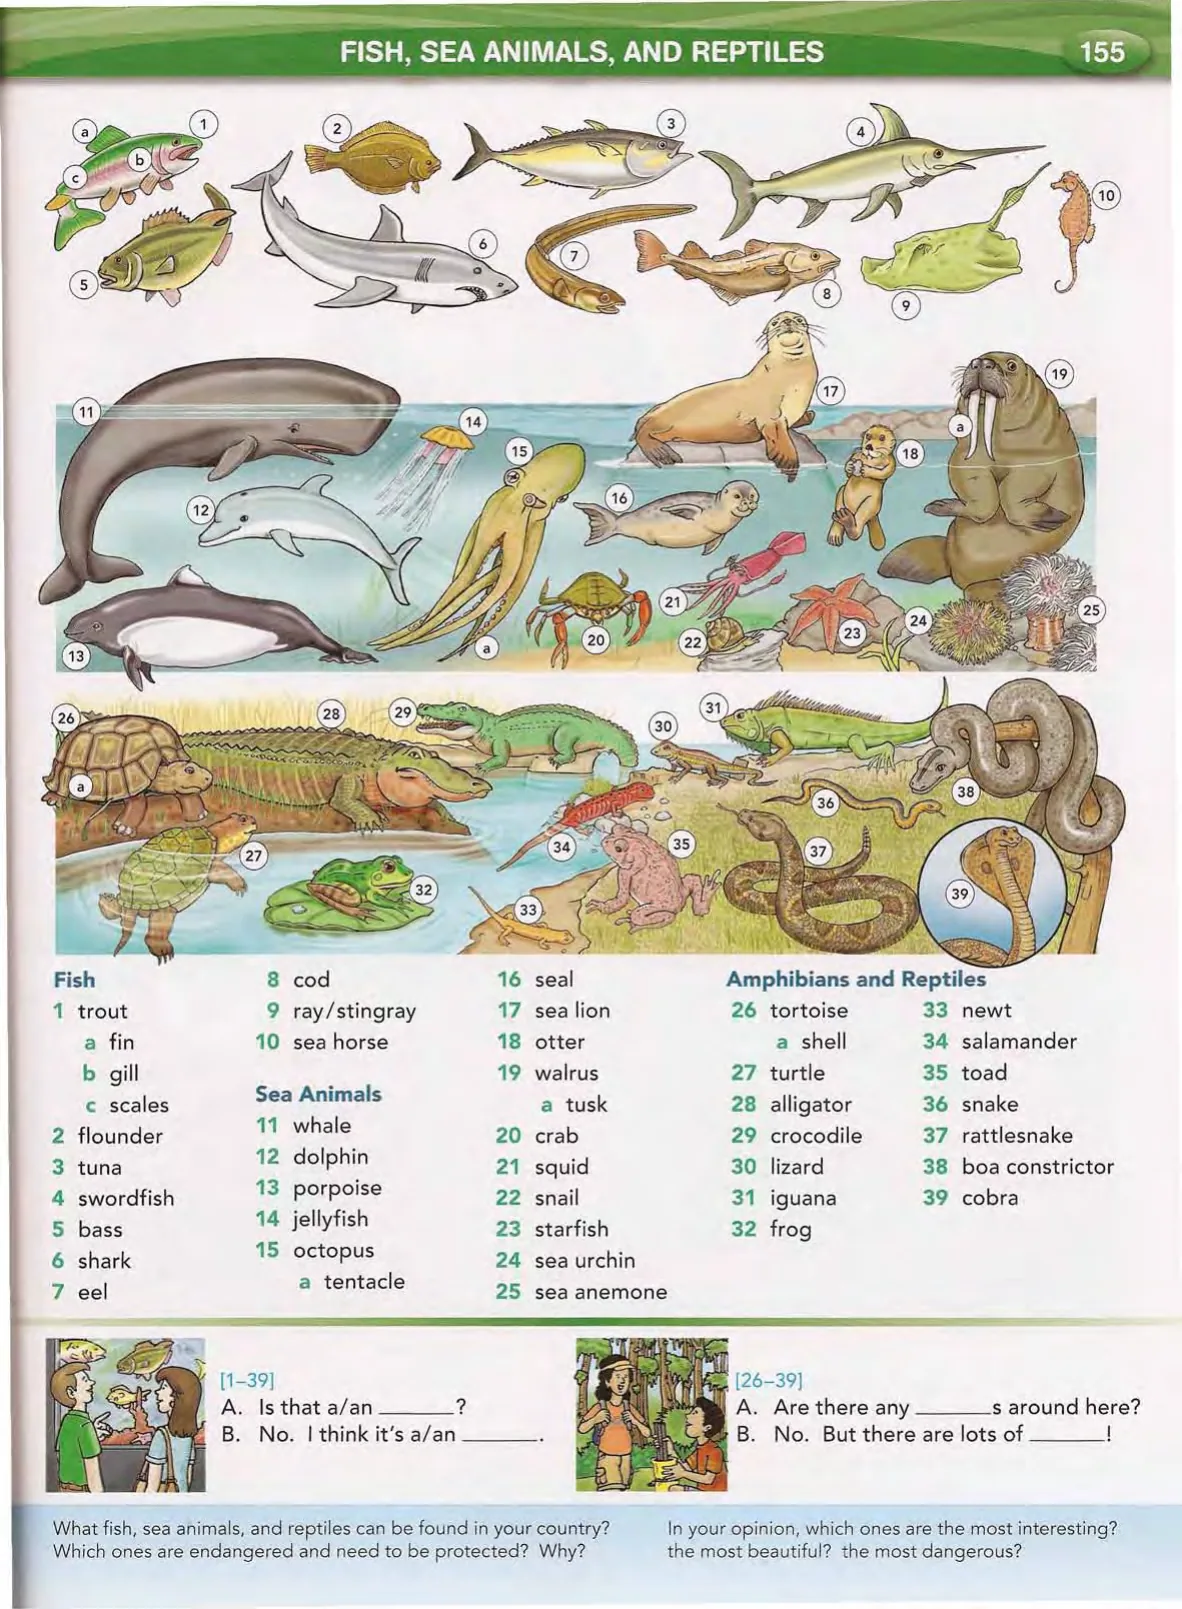 FISH, SEA ANIMALS, AND REPTILES
155
a
1
b
c
2
3
4
10
5
6
7
8
9
11
14
15
17
19
a
18
12
16
21
20
22
23
24
25
13
a
26
28
29
30
31
a
36
38
27
34
35
37
32
33
39
Fish
1 trout
a fin
b gill
c scales
2 flounder
3 tuna
4 swordfish
5 bass
6 shark
7 eel
8 cod
9 ray/stingray
10 sea horse
Sea Animals
11 whale
12 dolphin
13 porpoise
14 jellyfish
15 octopus
a tentacle
16 seal
17 sea lion
18 otter
19 walrus
a tusk
20 crab
21 squid
22 snail
23 starfish
24 sea urchin
25 sea anemone
Amphibians and Reptiles
26 tortoise
a shell
27 turtle
28 alligator
29 crocodile
30 lizard
31 iguana
32 frog
33 newt
34 salamander
35 toad
36 snake
37 rattlesnake
38 boa constrictor
39 cobra
[1–39]
A. Is that a/an ______?
B. No. I think it's a/an ______.
[26–39]
A. Are there any ______s around here?
B. No. But there are lots of ______!
What fish, sea animals, and reptiles can be found in your country?
Which ones are endangered and need to be protected? Why?
In your opinion, which ones are the most interesting?
the most beautiful? the most dangerous?